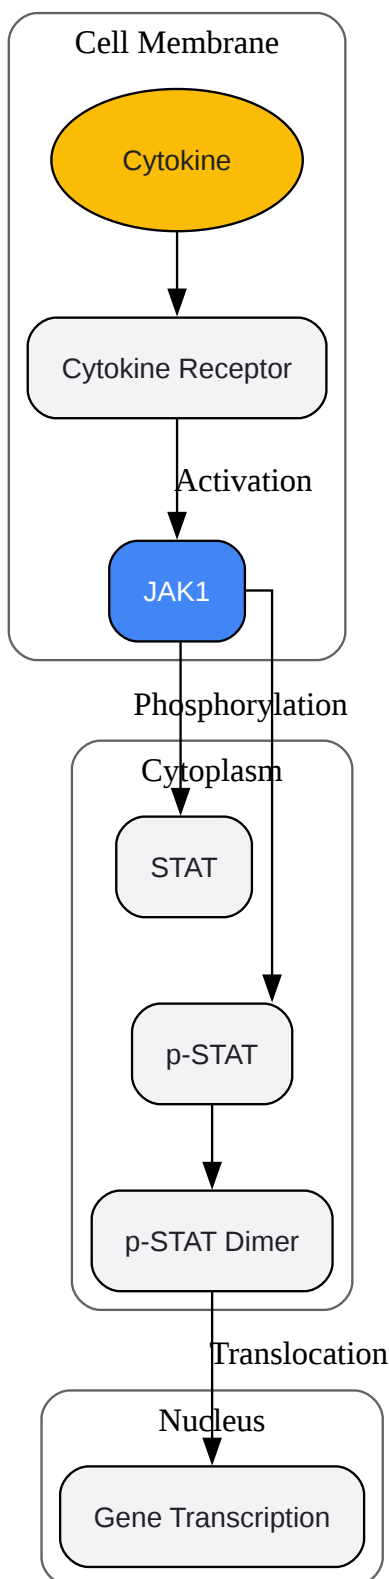 Cell Membrane
Cytokine
Cytokine Receptor
Activation
JAK1
Phosphorylation
Cytoplasm
STAT
p-STAT
p-STAT Dimer
Translocation
Nucleus
Gene Transcription